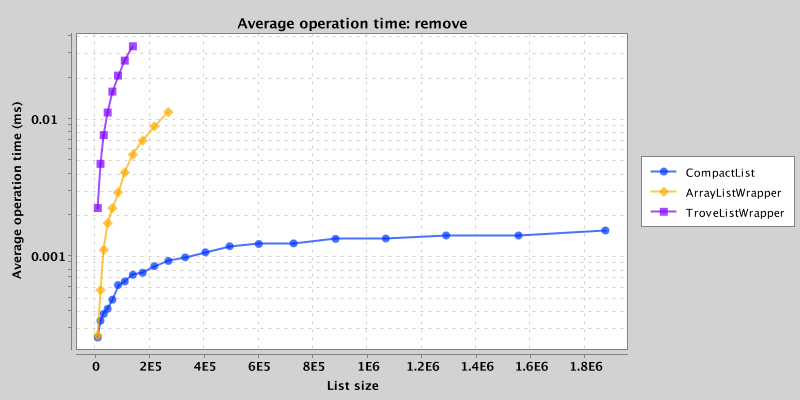 Average operation time: remove
Average operation time (ms)
0.01
0.001
0 2E5 4E5 6E5 8E5 1E6 1.2E6 1.4E6 1.6E6 1.8E6
List size
CompactList
ArrayListWrapper
TroveListWrapper